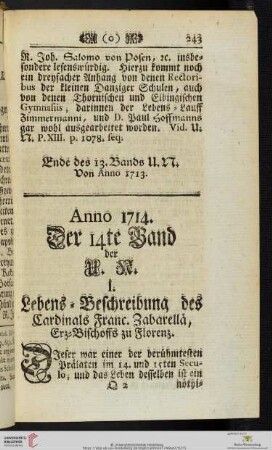 (0) 243
R. Joh. Salomo von Posen, ꝛc. insbe-
sondere lesenswürdig. Hierzu kommt noch
ein dreyfacher Anhang von denen Rectori-
bus der kleinen Danziger Schulen, auch
von denen Thornischen und Elbingischen
Gymnasiis, darinnen der Lebens-Lauff
Zimmermanni, und D. Paul Hoffmanns
gar wohl ausgearbeitet worden. Vid. U.
N. P. XIII. p. 1078. seq.
Ende des 13. Bands U. N.
Von Anno 1713.
Anno 1714.
Der 14te Band
der
U. N.
I.
Lebens-Beschreibung des
Cardinals Franc. Zabarella,
Ertz-Bischoffs zu Florenz.
Dieser war einer der berühmtesten
Prälaten im 14. und 15ten Secu-
lo, und das Leben desselben ist ein
Q 2 nöthi-